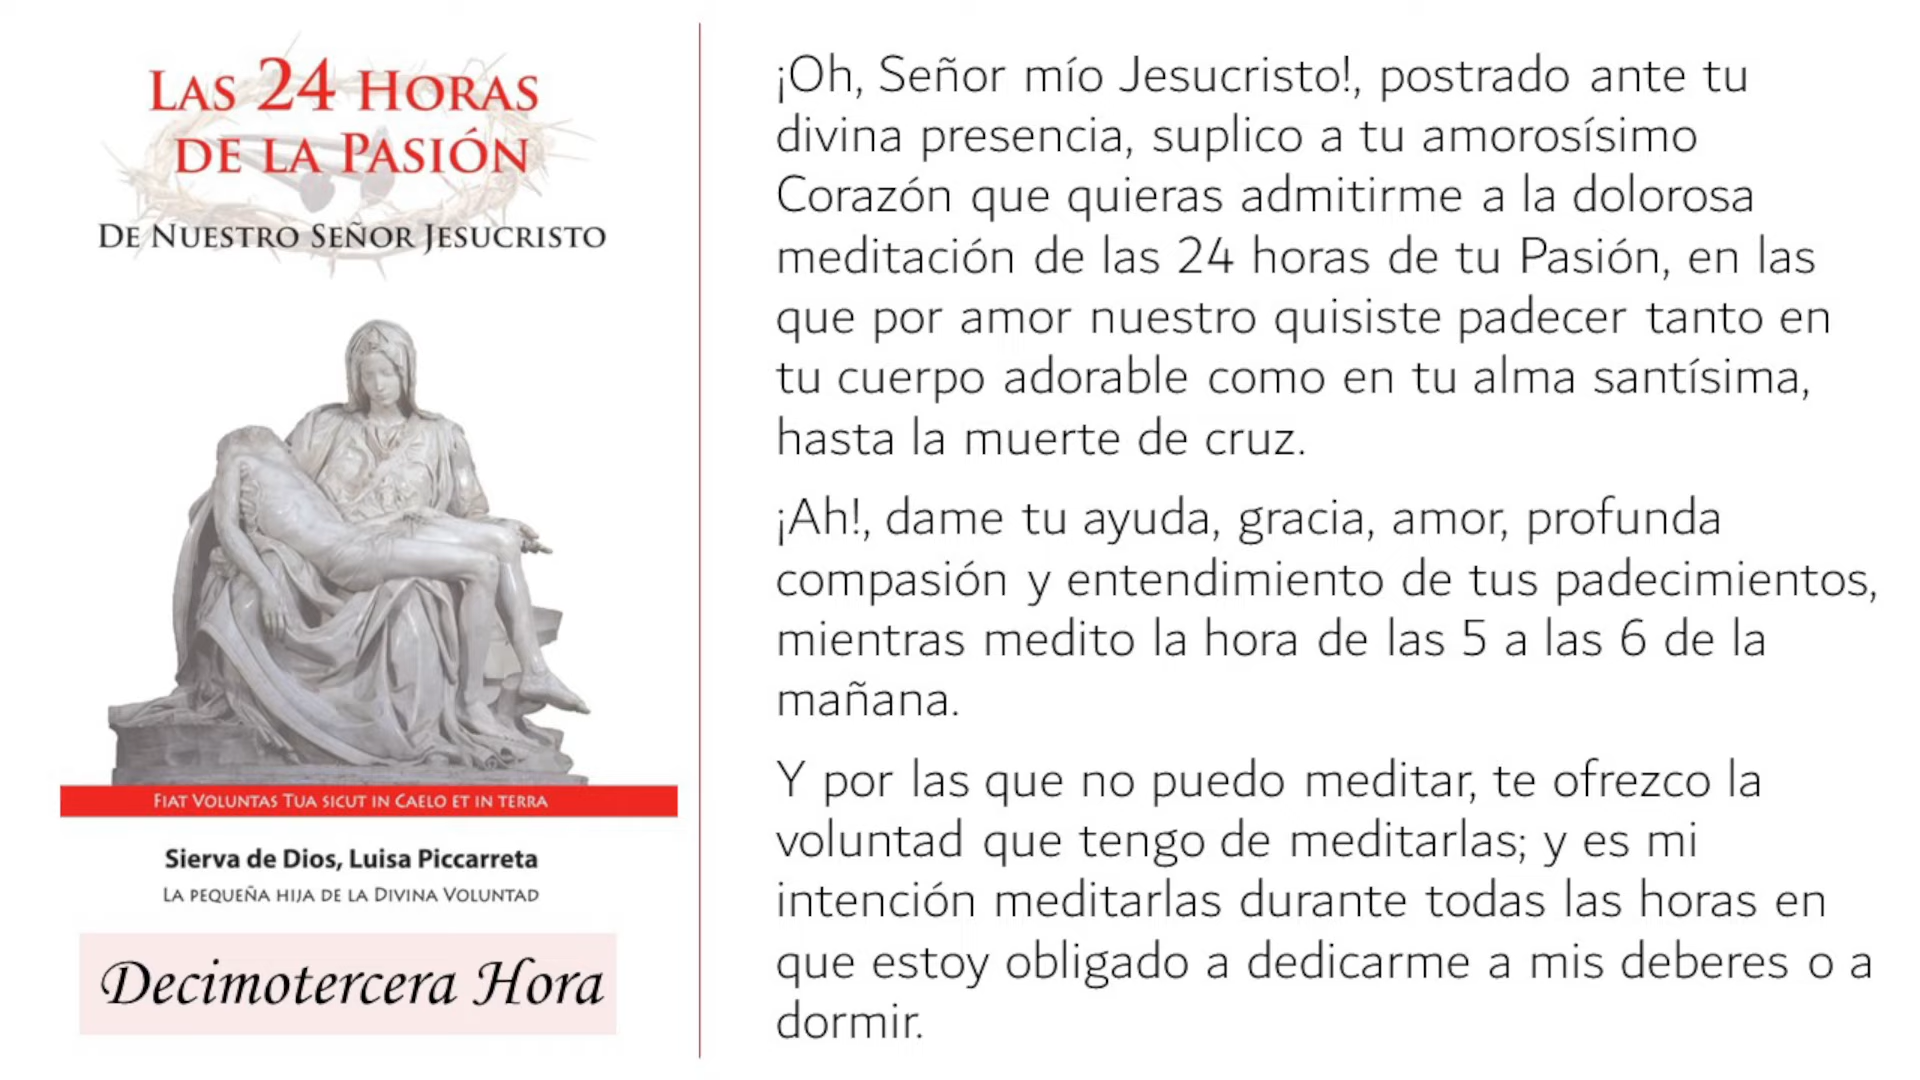 LAS 24 HORAS
DE LA PASIÓN
DE NUESTRO SEÑOR JESUCRISTO
FIAT VOLUNTAS TUA SICUT IN CAELO ET IN TERRA
Sierva de Dios, Luisa Piccarreta
LA PEQUEÑA HIJA DE LA DIVINA VOLUNTAD
Decimotercera Hora
¡Oh, Señor mío Jesucristo!, postrado ante tu
divina presencia, suplico a tu amorosísimo
Corazón que quieras admitirme a la dolorosa
meditación de las 24 horas de tu Pasión, en las
que por amor nuestro quisiste padecer tanto en
tu cuerpo adorable como en tu alma santísima,
hasta la muerte de cruz.
¡Ah!, dame tu ayuda, gracia, amor, profunda
compasión y entendimiento de tus padecimientos,
mientras medito la hora de las 5 a las 6 de la
mañana.
Y por las que no puedo meditar, te ofrezco la
voluntad que tengo de meditarlas; y es mi
intención meditarlas durante todas las horas en
que estoy obligado a dedicarme a mis deberes o a
dormir.